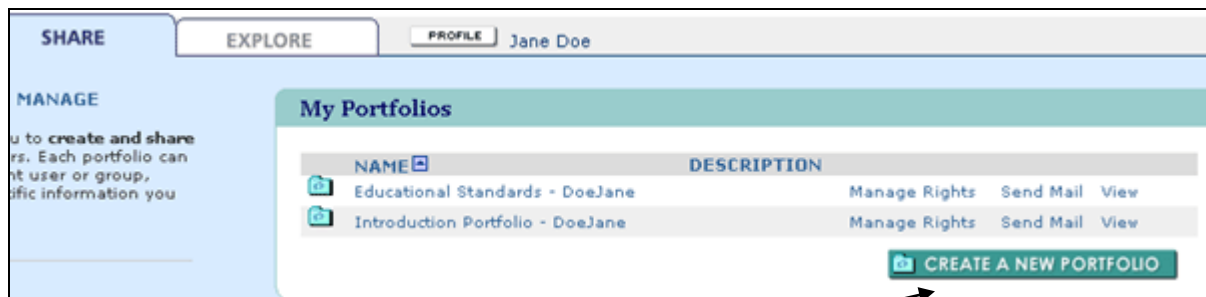 SHARE EXPLORE PROFILE Jane Doe
MANAGE
u to create and share
rs. Each portfolio can
nt user or group,
ific information you
My Portfolios
NAME DESCRIPTION
Educational Standards - DoeJane Manage Rights Send Mail View
Introduction Portfolio - DoeJane Manage Rights Send Mail View
CREATE A NEW PORTFOLIO